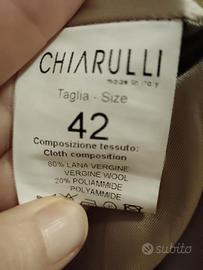 CHIARULLI
made in Italy
Taglia - Size
42
Composizione tessuto:
Cloth composition
80% LANA VERGINE
VERGINE WOOL
20% POLIAMMIDE
POLYAMMIDE
subito